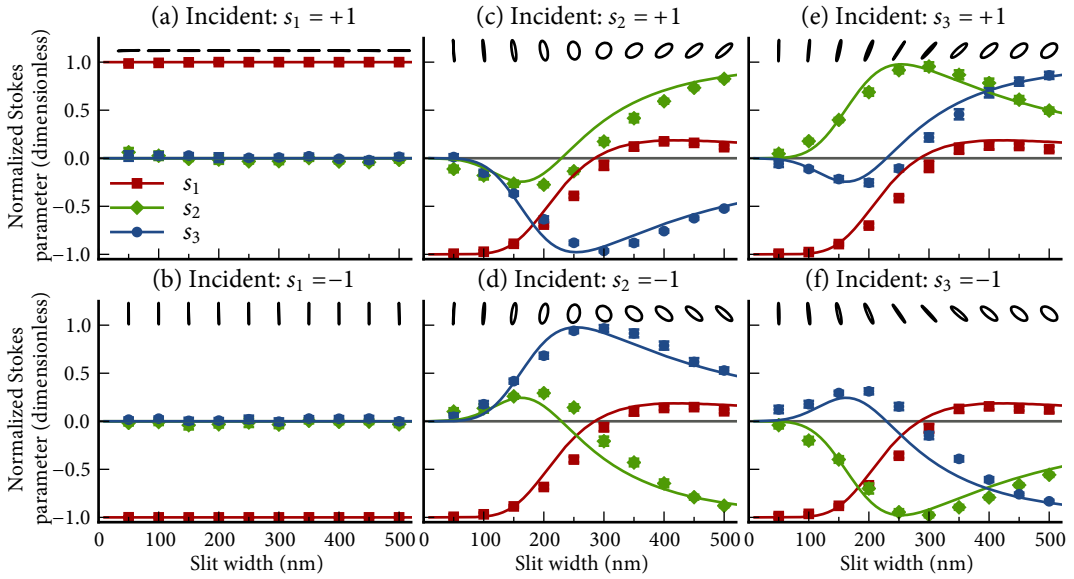 (a) Incident: s₁ = +1
(c) Incident: s₂ = +1
(e) Incident: s₃ = +1
Normalized Stokes
parameter (dimensionless)
1.0
0.5
0.0
−0.5
−1.0
s₁
s₂
s₃
(b) Incident: s₁ =−1
(d) Incident: s₂ =−1
(f) Incident: s₃ =−1
Normalized Stokes
parameter (dimensionless)
1.0
0.5
0.0
−0.5
−1.0
0 100 200 300 400 500
0 100 200 300 400 500
0 100 200 300 400 500
Slit width (nm)
Slit width (nm)
Slit width (nm)